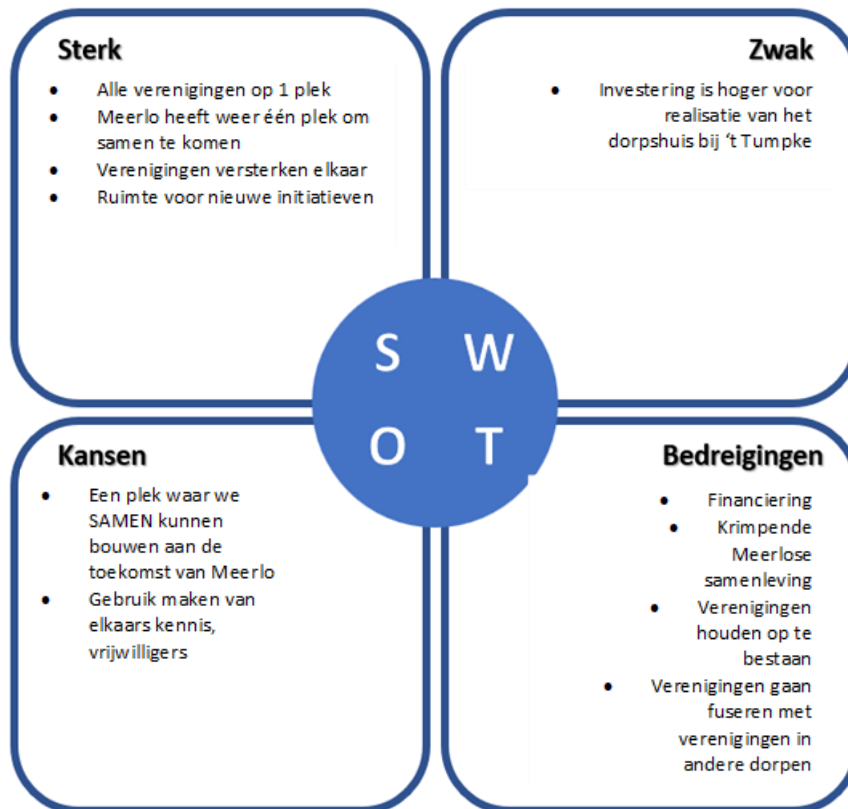 Sterk
• Alle verenigingen op 1 plek
• Meerlo heeft weer één plek om
samen te komen
• Verenigingen versterken elkaar
• Ruimte voor nieuwe initiatieven
Zwak
• Investering is hoger voor
realisatie van het
dorpshuis bij ‘t Tumpke
S W
O T
Kansen
• Een plek waar we
SAMEN kunnen
bouwen aan de
toekomst van Meerlo
• Gebruik maken van
elkaars kennis,
vrijwilligers
Bedreigingen
• Financiering
• Krimpende
Meerlose
samenleving
• Verenigingen
houden op te
bestaan
• Verenigingen gaan
fuseren met
verenigingen in
andere dorpen